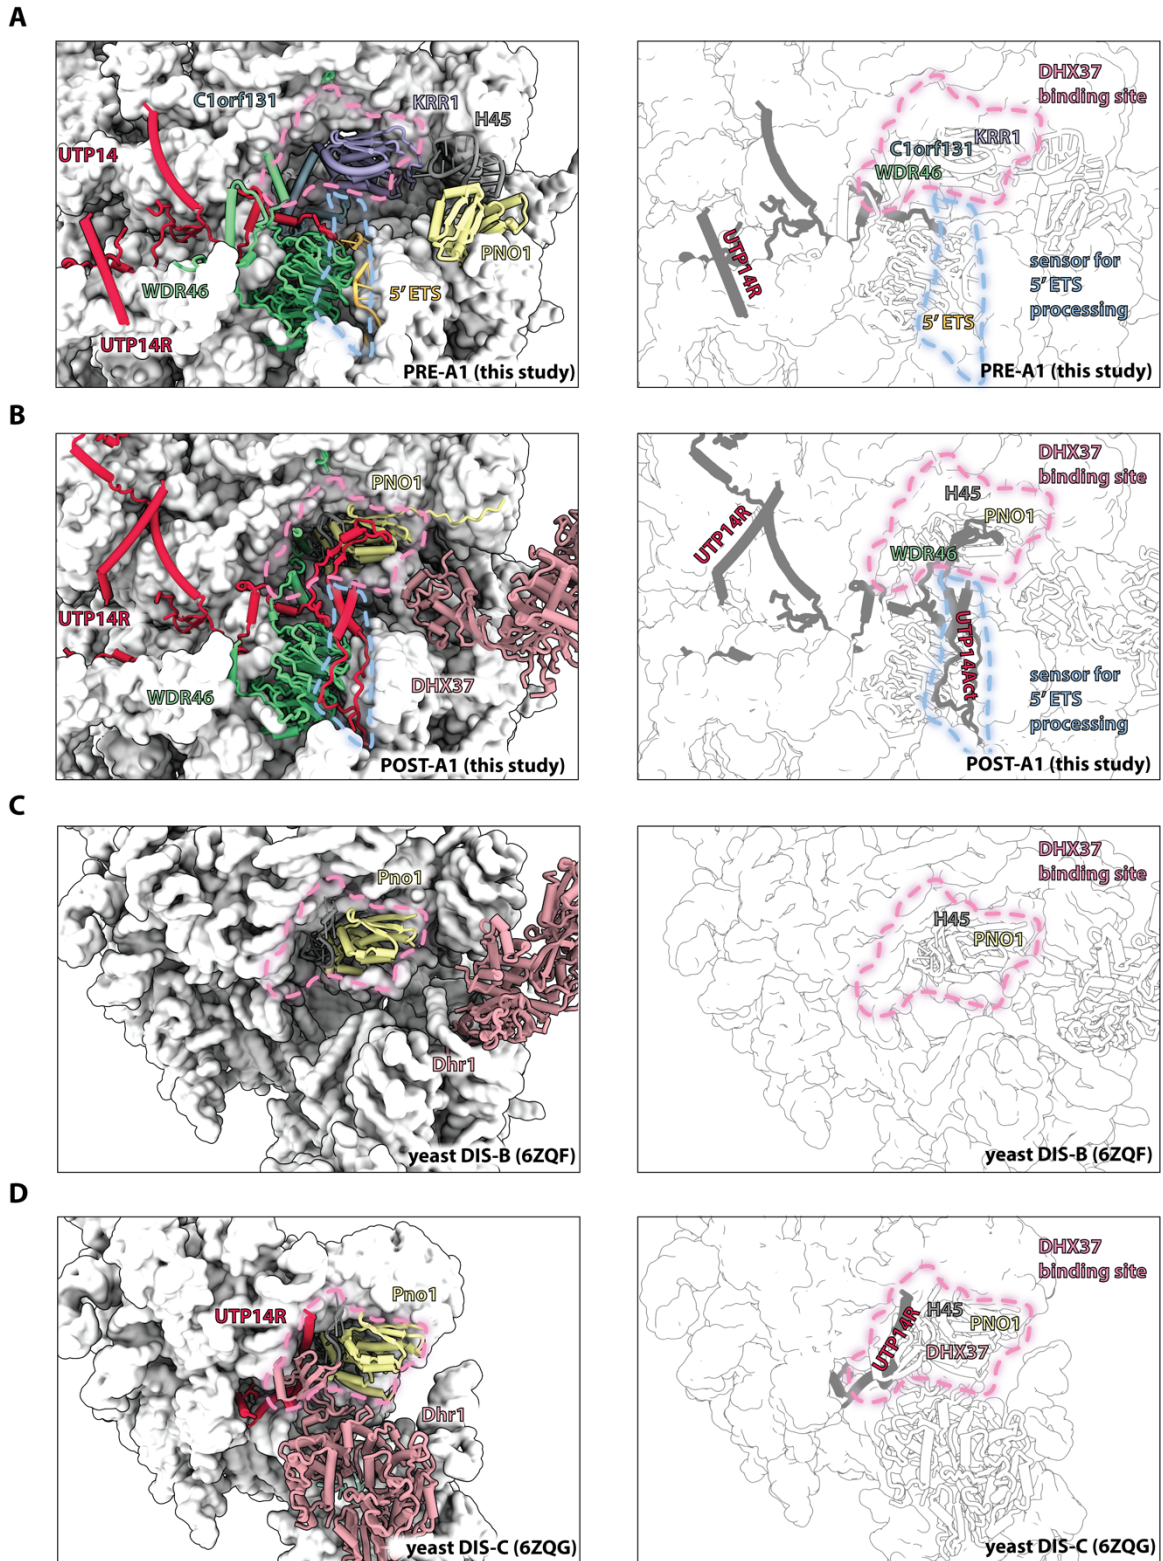 A
C1orf131
KRR1
H45
UTP14
WDR46
PNO1
5' ETS
UTP14R
PRE-A1 (this study)
DHX37
binding site
KRR1
C1orf131
WDR46
UTP14R
sensor for
5' ETS
processing
5' ETS
PRE-A1 (this study)
B
PNO1
UTP14R
WDR46
DHX37
POST-A1 (this study)
DHX37
binding site
H45
PNO1
UTP14R
WDR46
UTP14Act
sensor for
5' ETS
processing
POST-A1 (this study)
C
Pno1
Dhr1
yeast DIS-B (6ZQF)
DHX37
binding site
H45
PNO1
yeast DIS-B (6ZQF)
D
UTP14R
Pno1
Dhr1
yeast DIS-C (6ZQG)
DHX37
binding site
H45
PNO1
UTP14R
DHX37
yeast DIS-C (6ZQG)